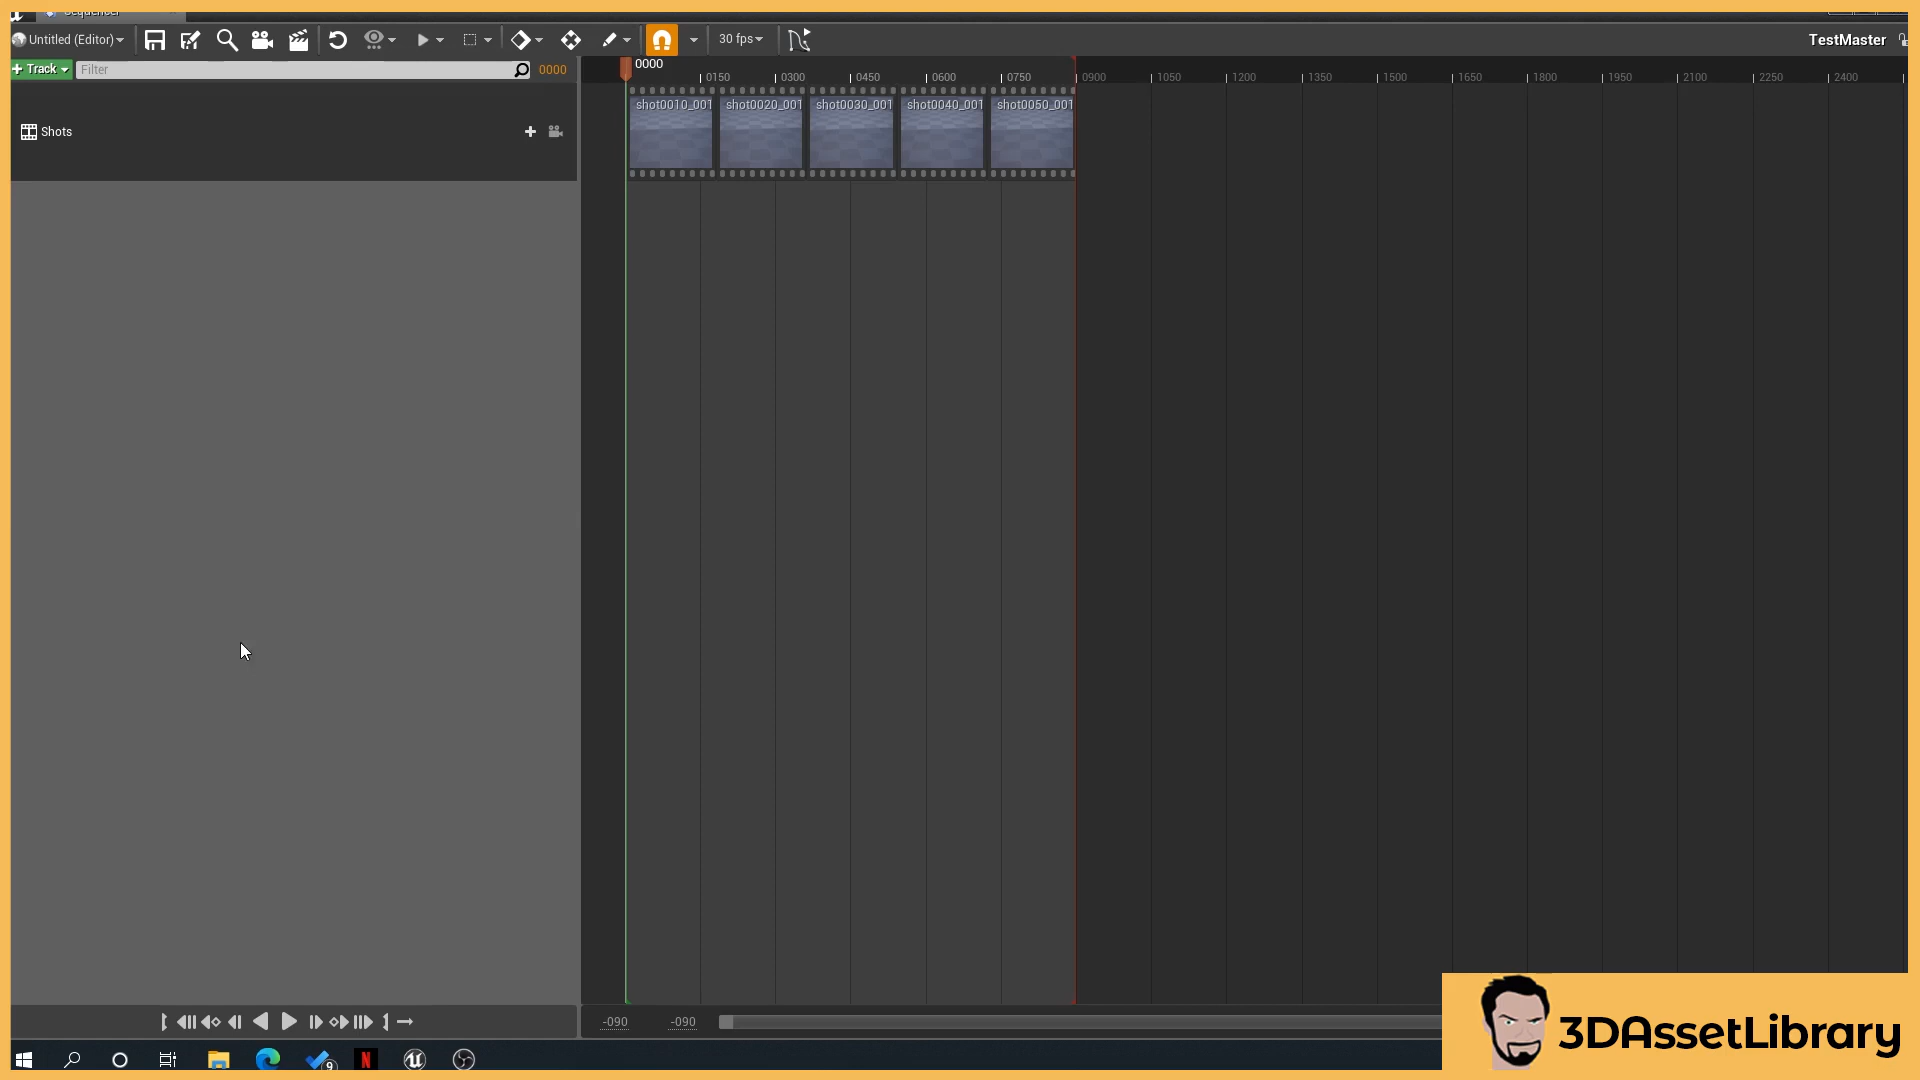 Sequencer
Untitled (Editor)
30 fps
TestMaster
Track
Filter
0000
0000
0150
0300
0450
0600
0750
0900
1050
1200
1350
1500
1650
1800
1950
2100
2250
2400
shot0010_001
shot0020_001
shot0030_001
shot0040_001
shot0050_001
Shots
-090
-090
9
N
3DAssetLibrary